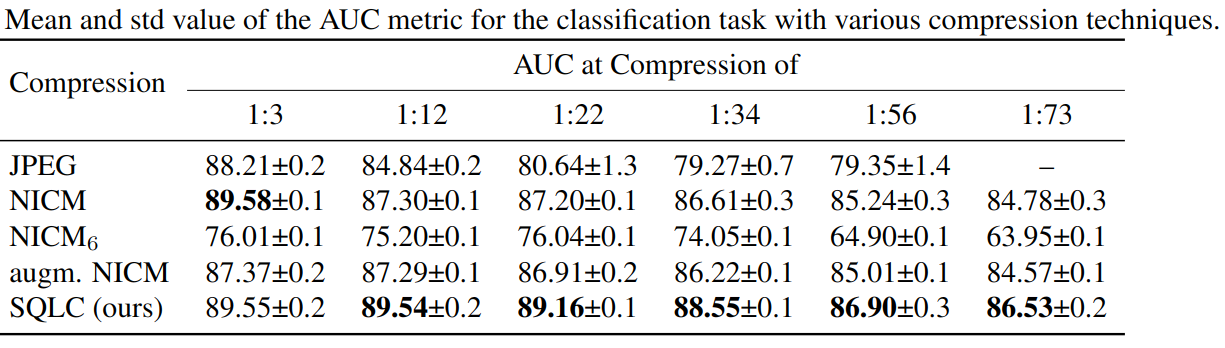 Mean and std value of the AUC metric for the classification task with various compression techniques.
Compression AUC at Compression of
1:3 1:12 1:22 1:34 1:56 1:73
JPEG 88.21±0.2 84.84±0.2 80.64±1.3 79.27±0.7 79.35±1.4 –
NICM 89.58±0.1 87.30±0.1 87.20±0.1 86.61±0.3 85.24±0.3 84.78±0.3
NICM₆ 76.01±0.1 75.20±0.1 76.04±0.1 74.05±0.1 64.90±0.1 63.95±0.1
augm. NICM 87.37±0.2 87.29±0.1 86.91±0.2 86.22±0.1 85.01±0.1 84.57±0.1
SQLC (ours) 89.55±0.2 89.54±0.2 89.16±0.1 88.55±0.1 86.90±0.3 86.53±0.2